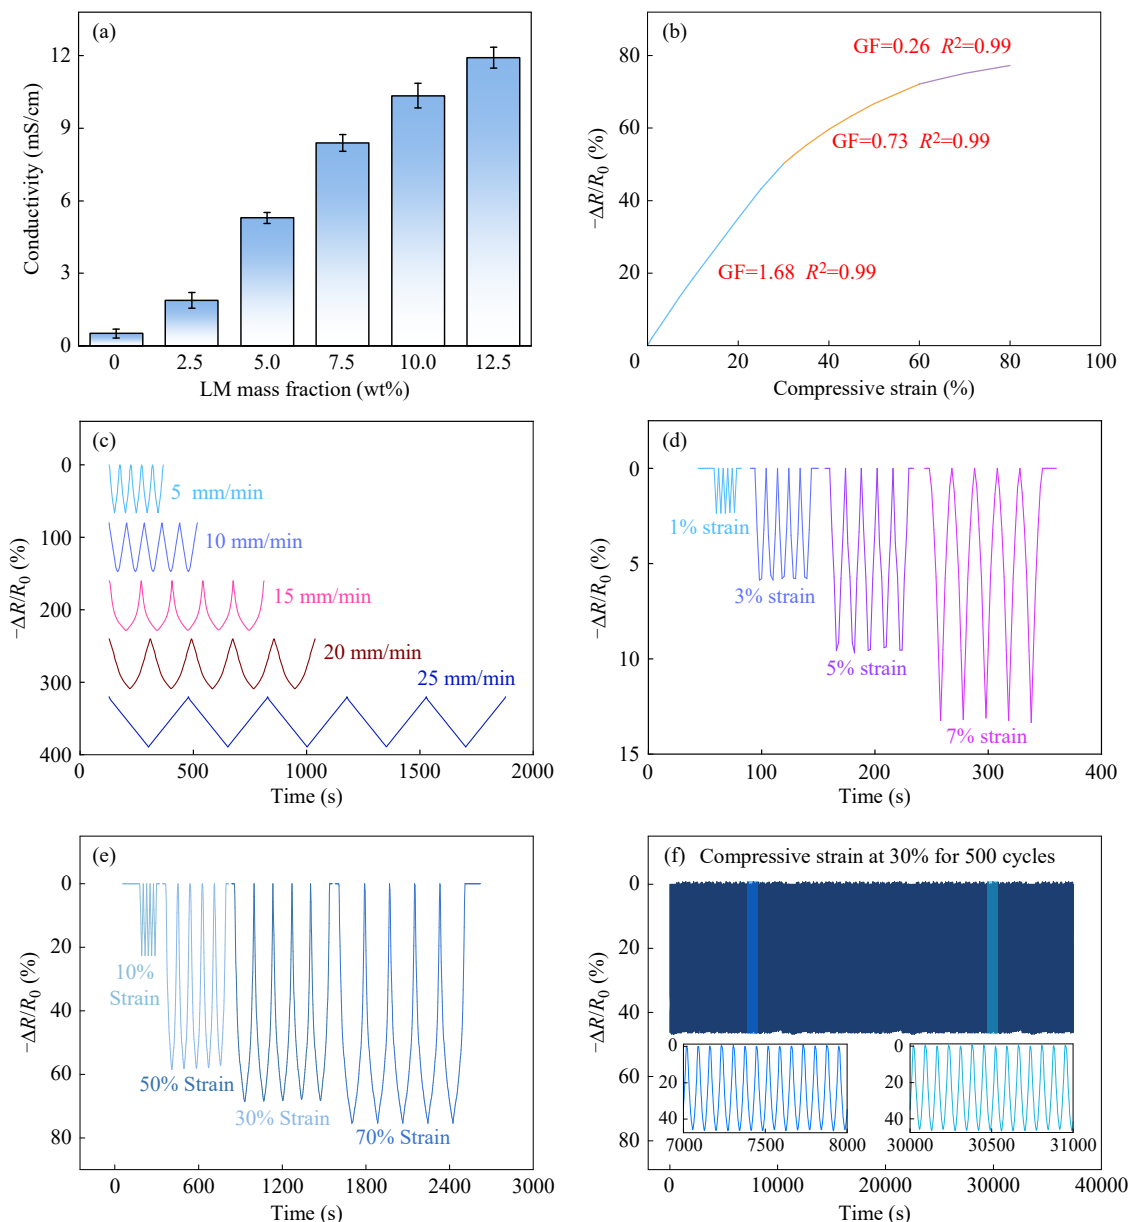 (a)
12
9
6
3
0
Conductivity (mS/cm)
0 2.5 5.0 7.5 10.0 12.5
LM mass fraction (wt%)
(b)
GF=0.26 R²=0.99
GF=0.73 R²=0.99
GF=1.68 R²=0.99
80
60
40
20
−ΔR/R₀ (%)
0 20 40 60 80 100
Compressive strain (%)
(c)
0
100
200
300
400
−ΔR/R₀ (%)
5 mm/min
10 mm/min
15 mm/min
20 mm/min
25 mm/min
0 500 1000 1500 2000
Time (s)
(d)
0
5
10
15
−ΔR/R₀ (%)
1% strain
3% strain
5% strain
7% strain
0 100 200 300 400
Time (s)
(e)
0
20
40
60
80
−ΔR/R₀ (%)
10%
Strain
50% Strain
30% Strain
70% Strain
0 600 1200 1800 2400 3000
Time (s)
(f) Compressive strain at 30% for 500 cycles
0
20
40
60
80
−ΔR/R₀ (%)
0
20
40
7000 7500 8000
0
20
40
30000 30500 31000
0 10000 20000 30000 40000
Time (s)